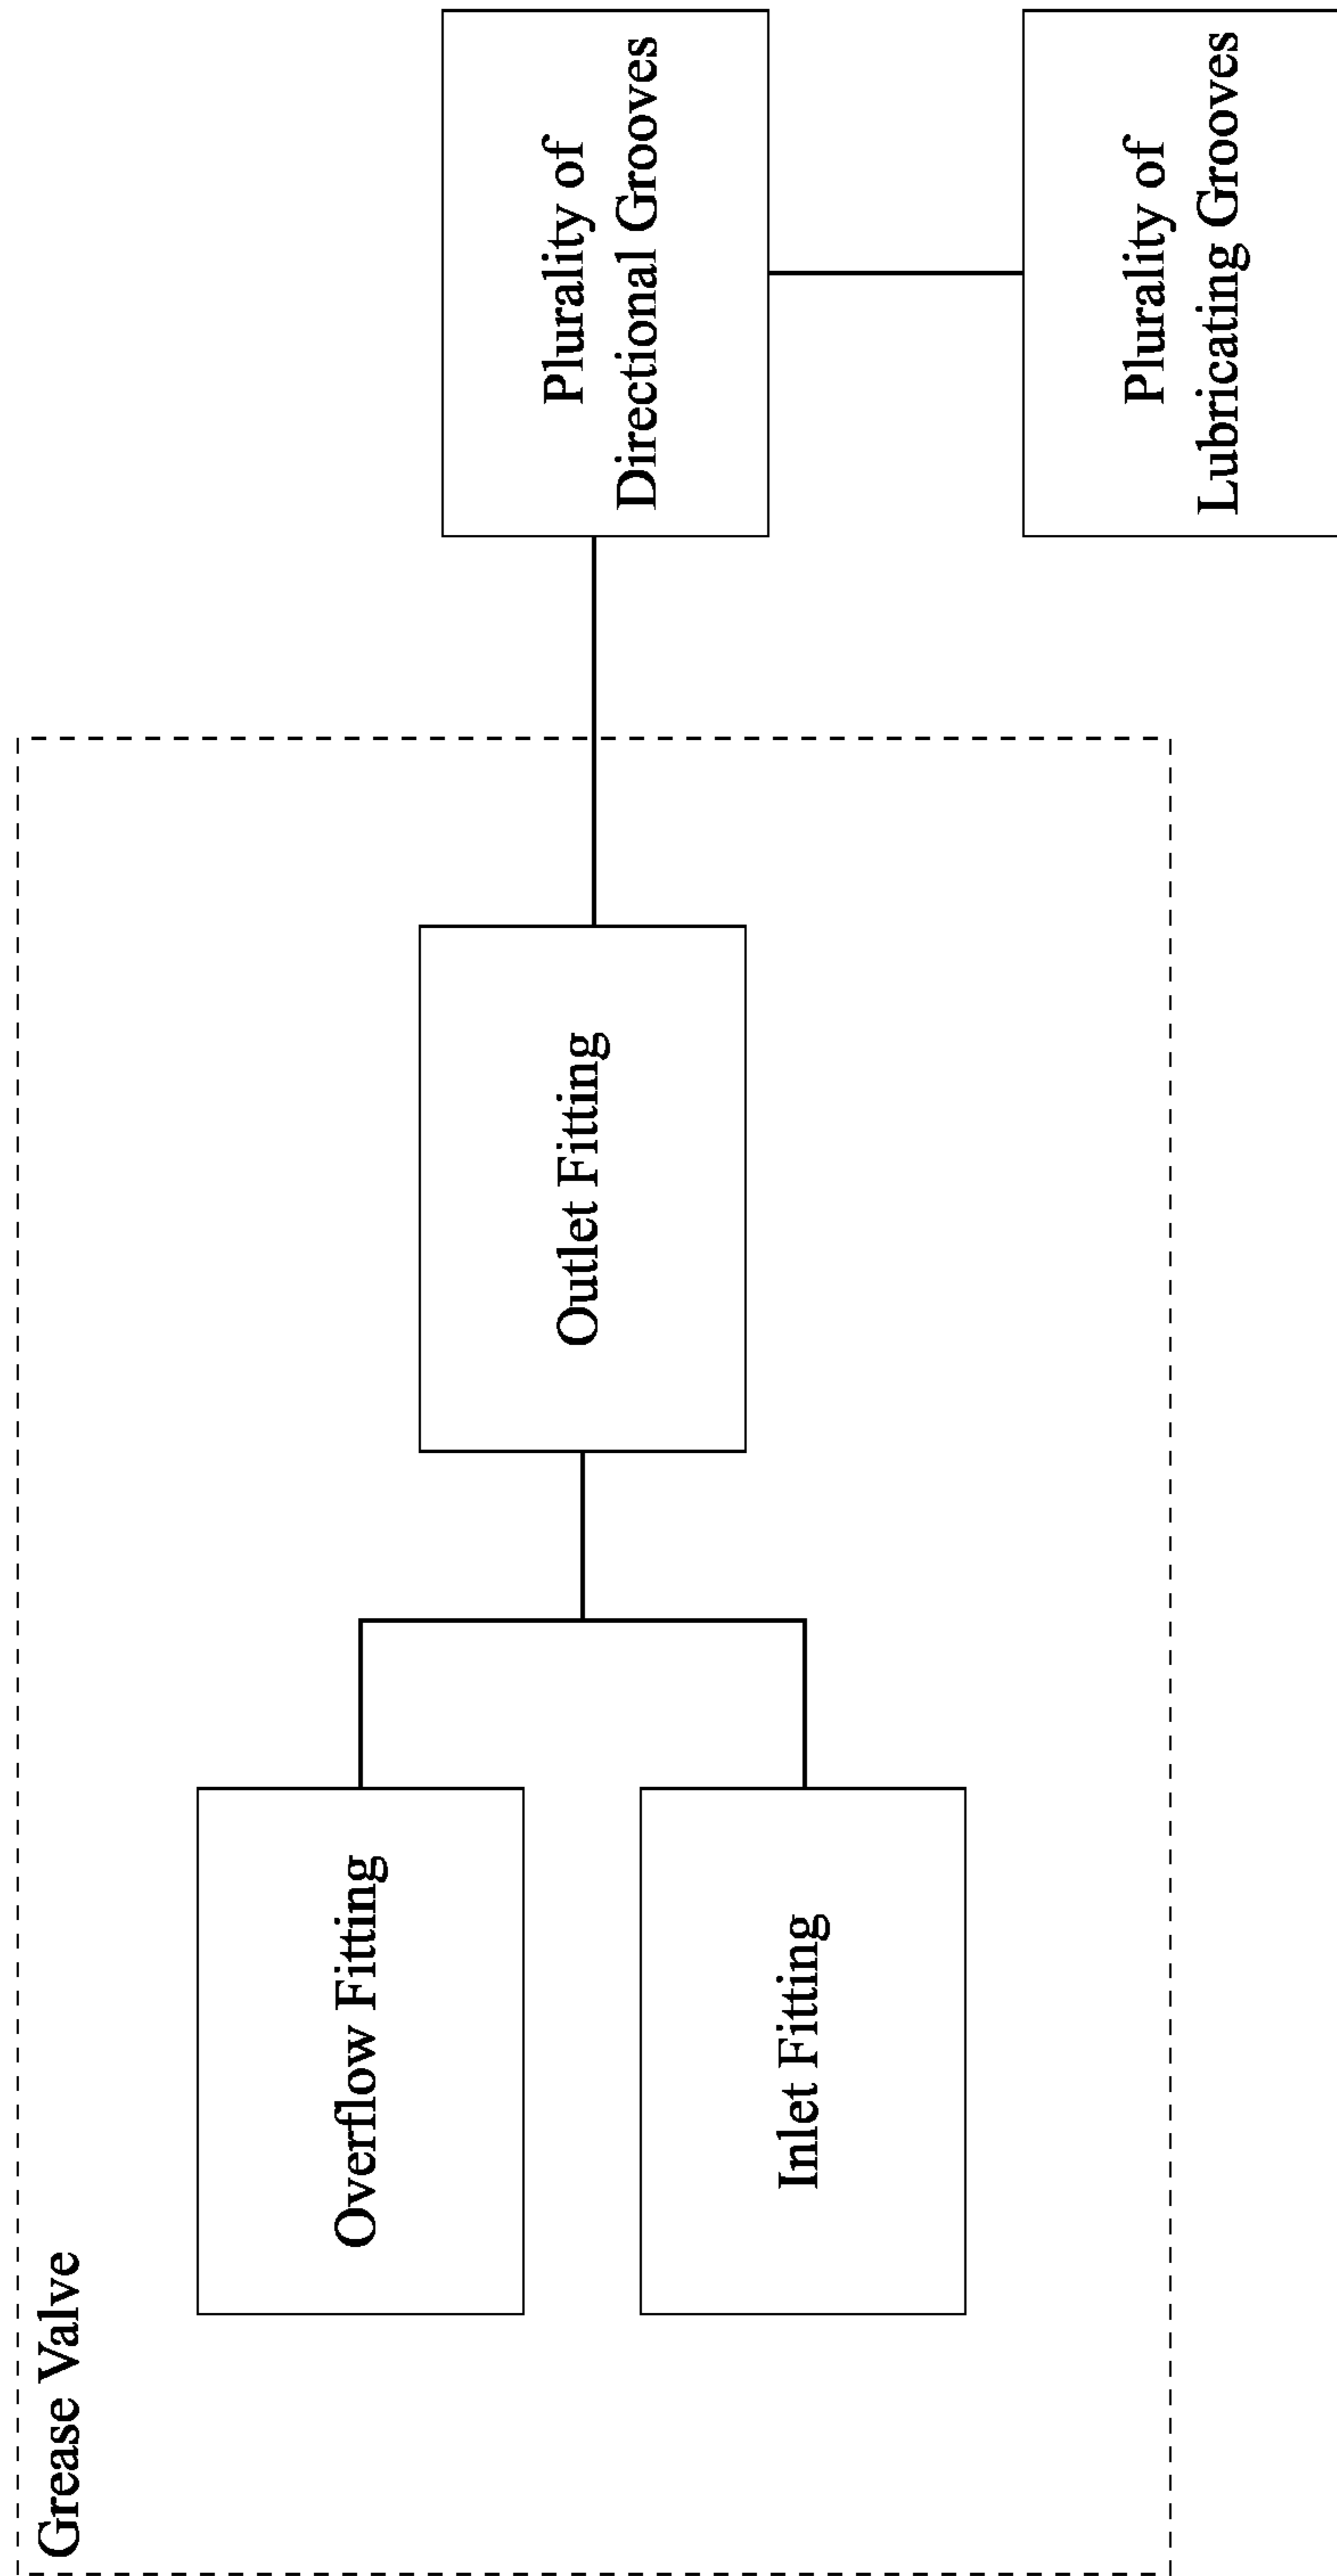 Grease Valve
Overflow Fitting
Inlet Fitting
Outlet Fitting
Plurality of
Directional Grooves
Plurality of
Lubricating Grooves